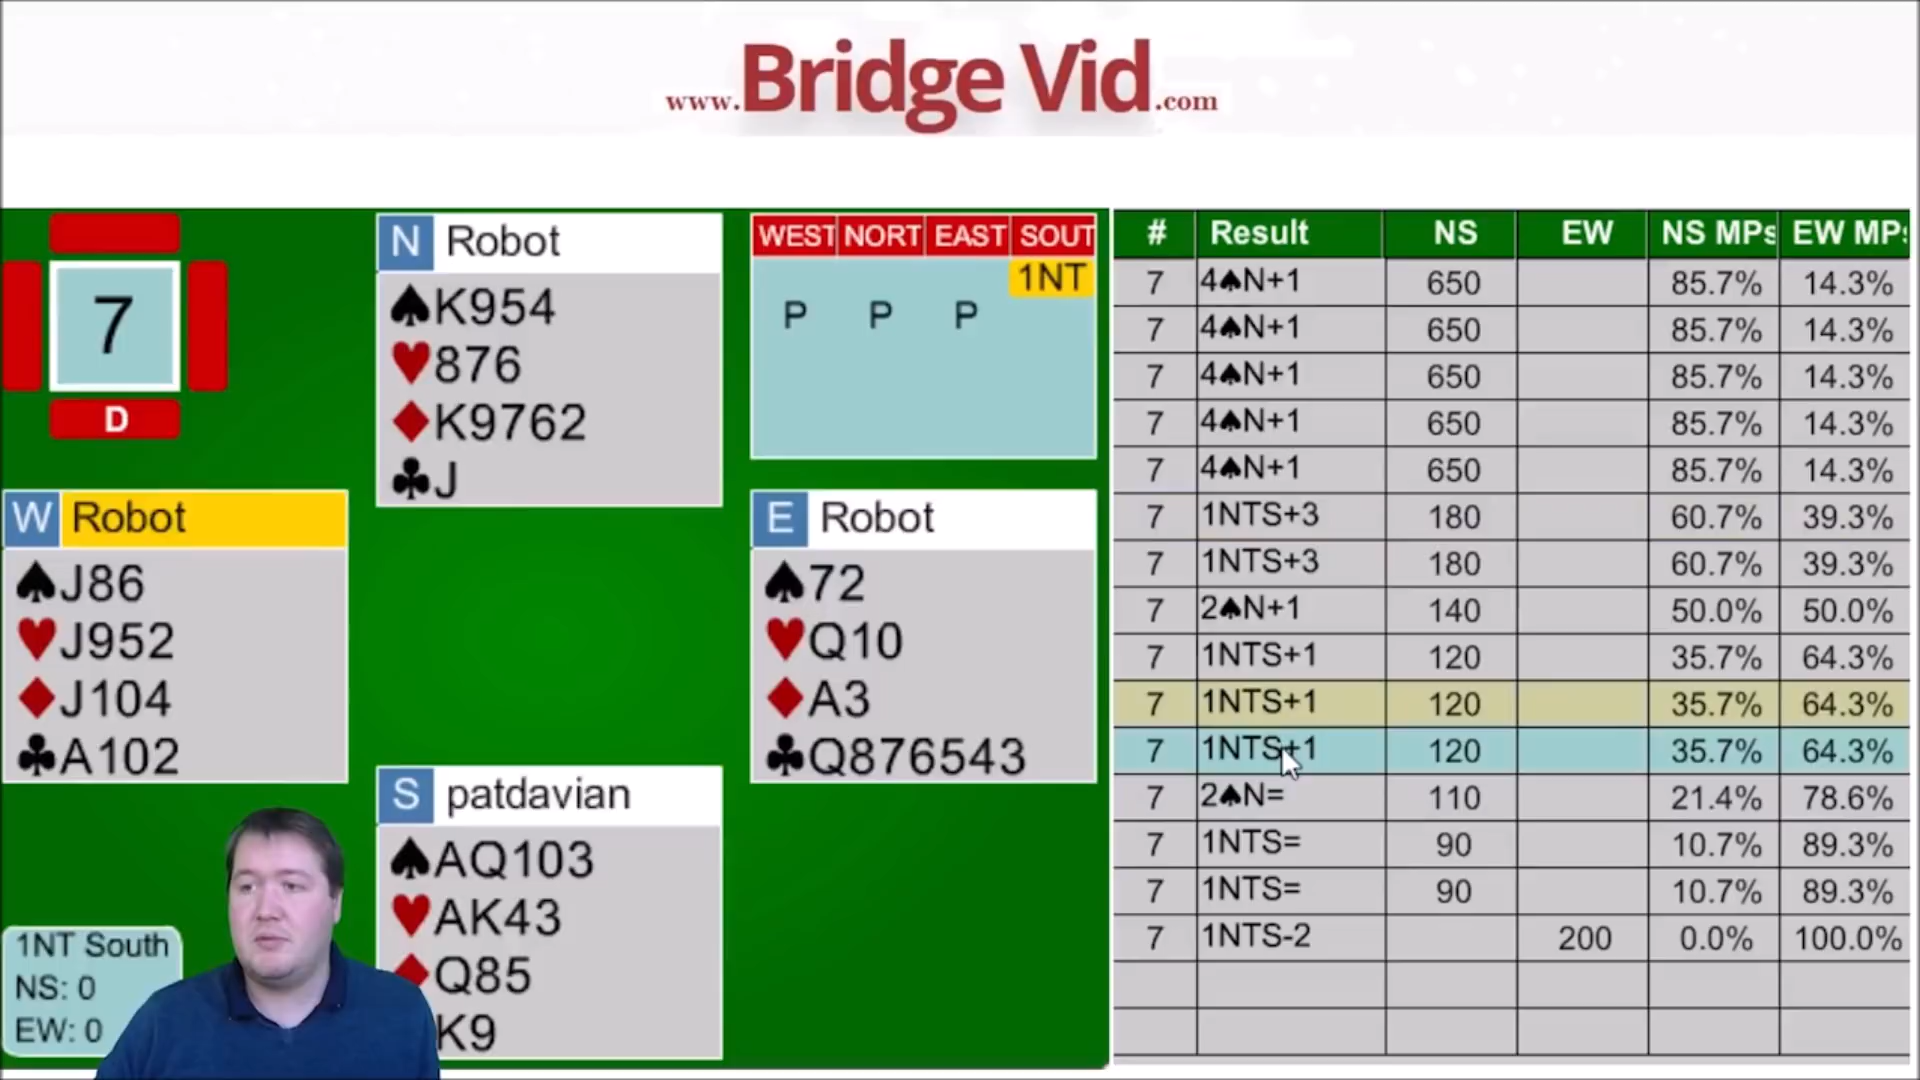 www.Bridge Vid.com
7
D
N Robot
♠K954
♥876
♦K9762
♣J
WEST NORT EAST SOUT
1NT
P P P
W Robot
♠J86
♥J952
♦J104
♣A102
E Robot
♠72
♥Q10
♦A3
♣Q876543
S patdavian
♠AQ103
♥AK43
♦Q85
K9
1NT South
NS: 0
EW: 0
# Result NS EW NS MPs EW MPs
7 4♠N+1 650 85.7% 14.3%
7 4♠N+1 650 85.7% 14.3%
7 4♠N+1 650 85.7% 14.3%
7 4♠N+1 650 85.7% 14.3%
7 4♠N+1 650 85.7% 14.3%
7 1NTS+3 180 60.7% 39.3%
7 1NTS+3 180 60.7% 39.3%
7 2♠N+1 140 50.0% 50.0%
7 1NTS+1 120 35.7% 64.3%
7 1NTS+1 120 35.7% 64.3%
7 1NTS+1 120 35.7% 64.3%
7 2♠N= 110 21.4% 78.6%
7 1NTS= 90 10.7% 89.3%
7 1NTS= 90 10.7% 89.3%
7 1NTS-2 200 0.0% 100.0%